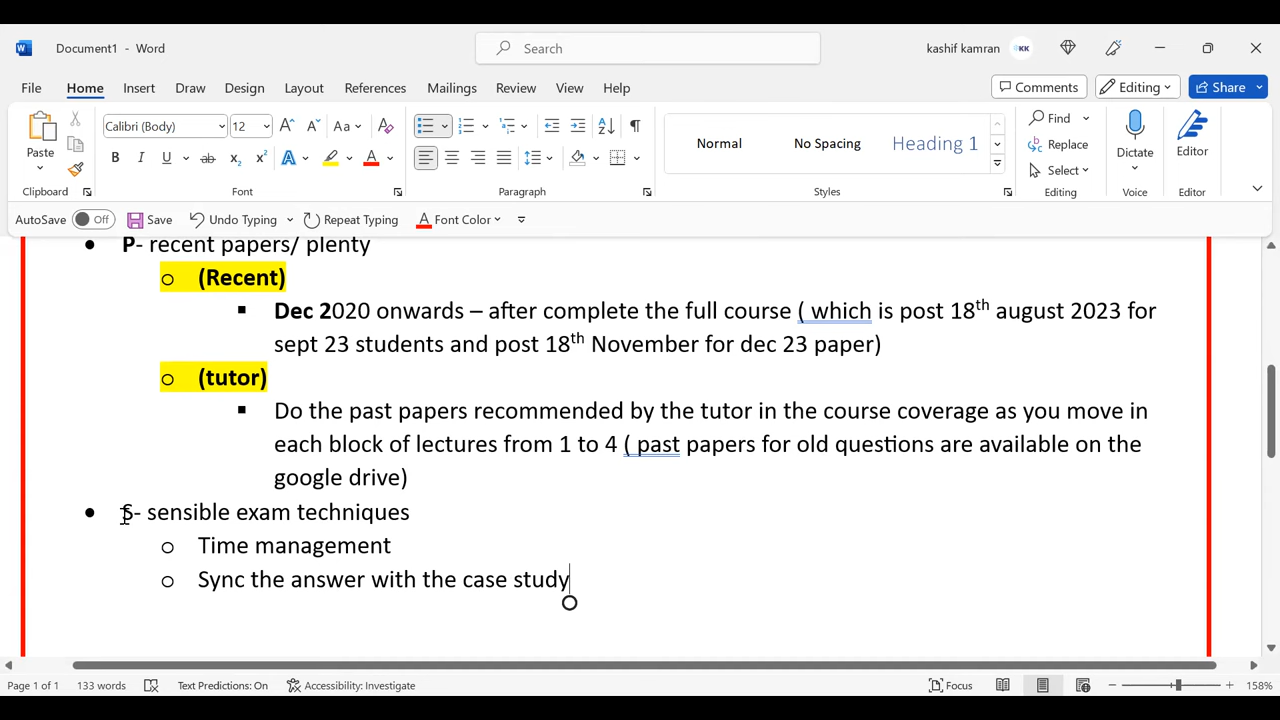 Document1 - Word
Search
kashif kamran
KK
File Home Insert Draw Design Layout References Mailings Review View Help
Comments
Editing
Share
Paste
Calibri (Body) 12
Aa
B I U ab x₂ x² A A
Normal
No Spacing
Heading 1
Find
Replace
Select
Dictate
Editor
Clipboard
Font
Paragraph
Styles
Editing
Voice
Editor
AutoSave Off Save Undo Typing Repeat Typing Font Color
• P- recent papers/ plenty
o (Recent)
▪ Dec 2020 onwards – after complete the full course ( which is post 18th august 2023 for
sept 23 students and post 18th November for dec 23 paper)
o (tutor)
▪ Do the past papers recommended by the tutor in the course coverage as you move in
each block of lectures from 1 to 4 ( past papers for old questions are available on the
google drive)
• S- sensible exam techniques
o Time management
o Sync the answer with the case study
Page 1 of 1 133 words Text Predictions: On Accessibility: Investigate Focus 158%